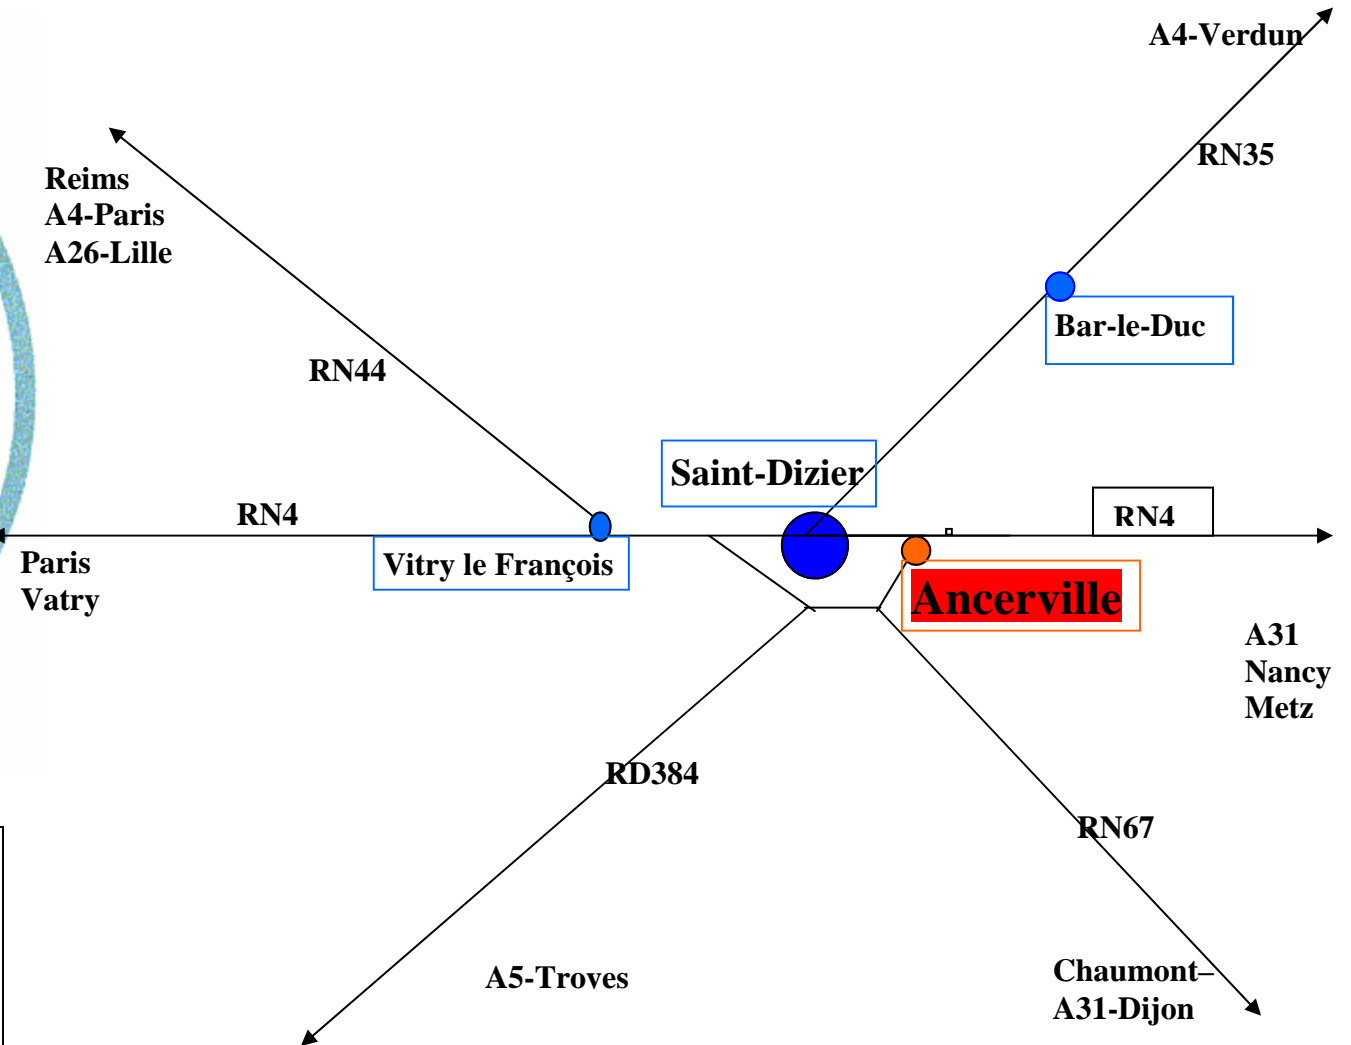 A4-Verdun
RN35
Reims
A4-Paris
A26-Lille
Bar-le-Duc
RN44
Saint-Dizier
RN4
RN4
Paris
Vatry
Vitry le François
Ancerville
A31
Nancy
Metz
RD384
RN67
A5-Troves
Chaumont–
A31-Dijon